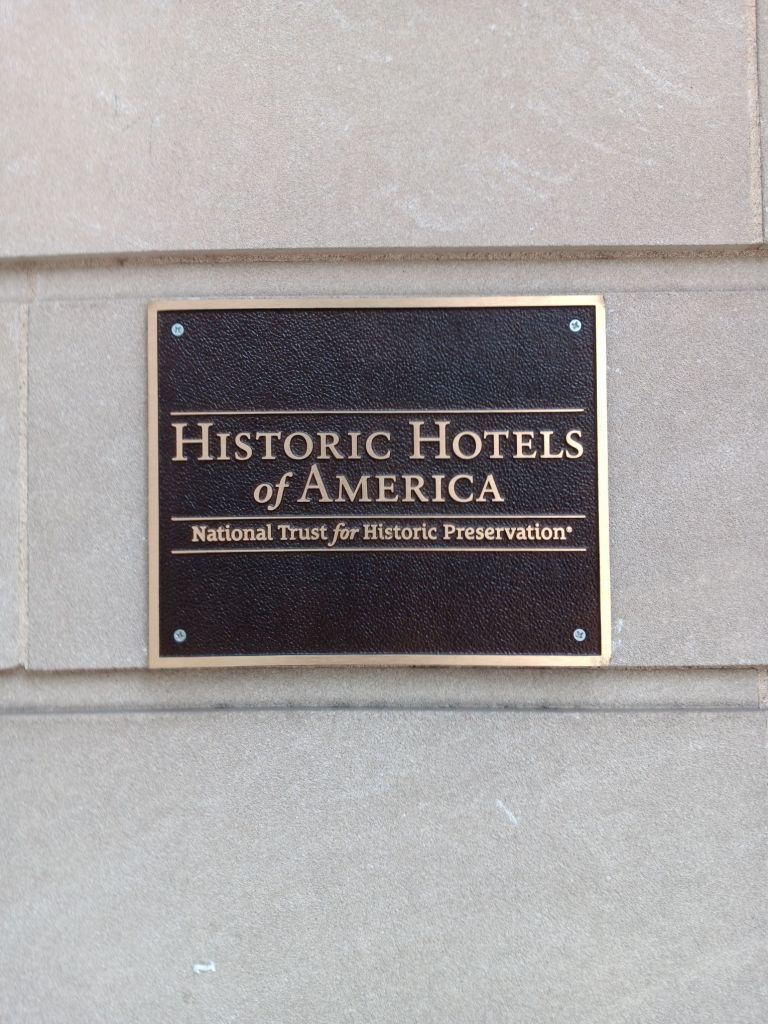 Historic Hotels
of America
National Trust for Historic Preservation®